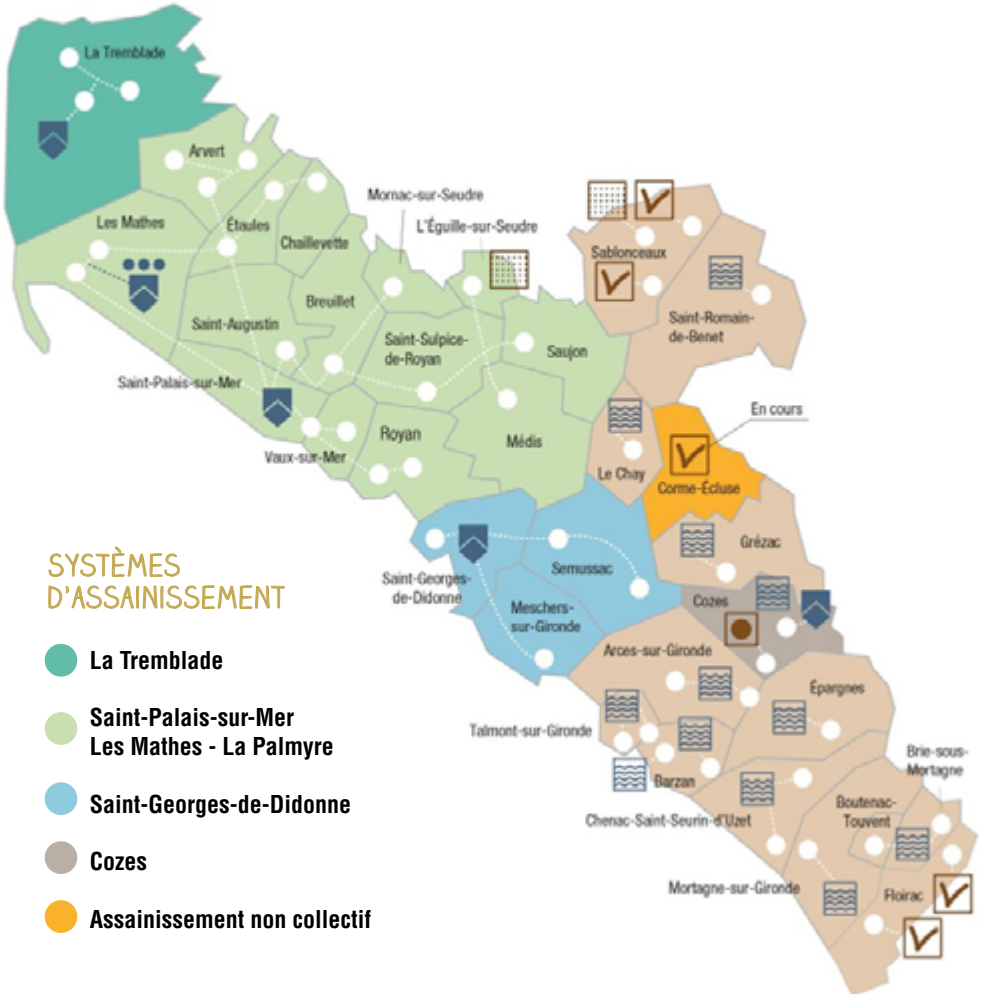 La Tremblade
Arvert
Mornac-sur-Seudre
L'Éguille-sur-Seudre
Les Mathes
Étaules
Chaillevette
Sablonceaux
Breuillet
Saint-Augustin
Saint-Romain-
de-Benet
Saint-Sulpice-
de-Royan
Saujon
Saint-Palais-sur-Mer
En cours
Royan
Médis
Vaux-sur-Mer
Le Chay
Corme-Écluse
Grézac
Saint-Georges-
de-Didonne
Semussac
Meschers-
sur-Gironde
Cozes
Arces-sur-Gironde
Épargnes
Talmont-sur-Gironde
Brie-sous-
Mortagne
Barzan
Boutenac-
Touvent
Chenac-Saint-Seurin-d'Uzet
Mortagne-sur-Gironde
Floirac
SYSTÈMES
D'ASSAINISSEMENT
La Tremblade
Saint-Palais-sur-Mer
Les Mathes - La Palmyre
Saint-Georges-de-Didonne
Cozes
Assainissement non collectif